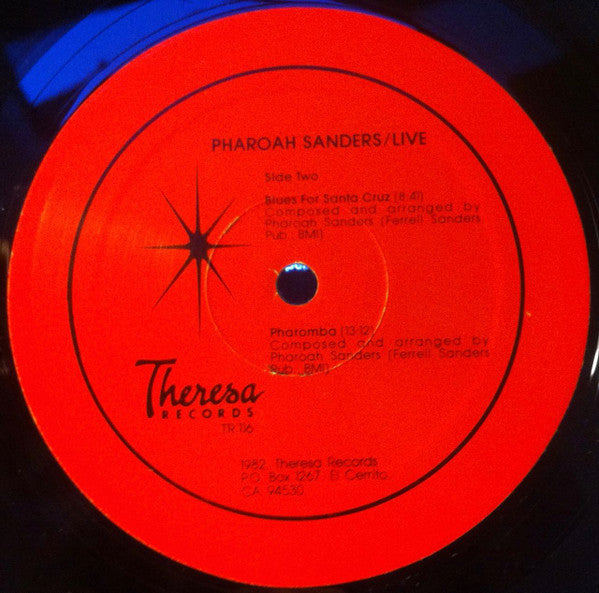 PHAROAH SANDERS/LIVE
Side Two
Blues For Santa Cruz (8:41)
Composed and arranged by
Pharoah Sanders (Ferrell Sanders
Pub., BMI)
Pharomba (13:12)
Composed and arranged by
Pharoah Sanders (Ferrell Sanders
Pub., BMI)
Theresa
RECORDS
TR 116
1982 Theresa Records
P.O. Box 1267, El Cerrito,
CA 94530